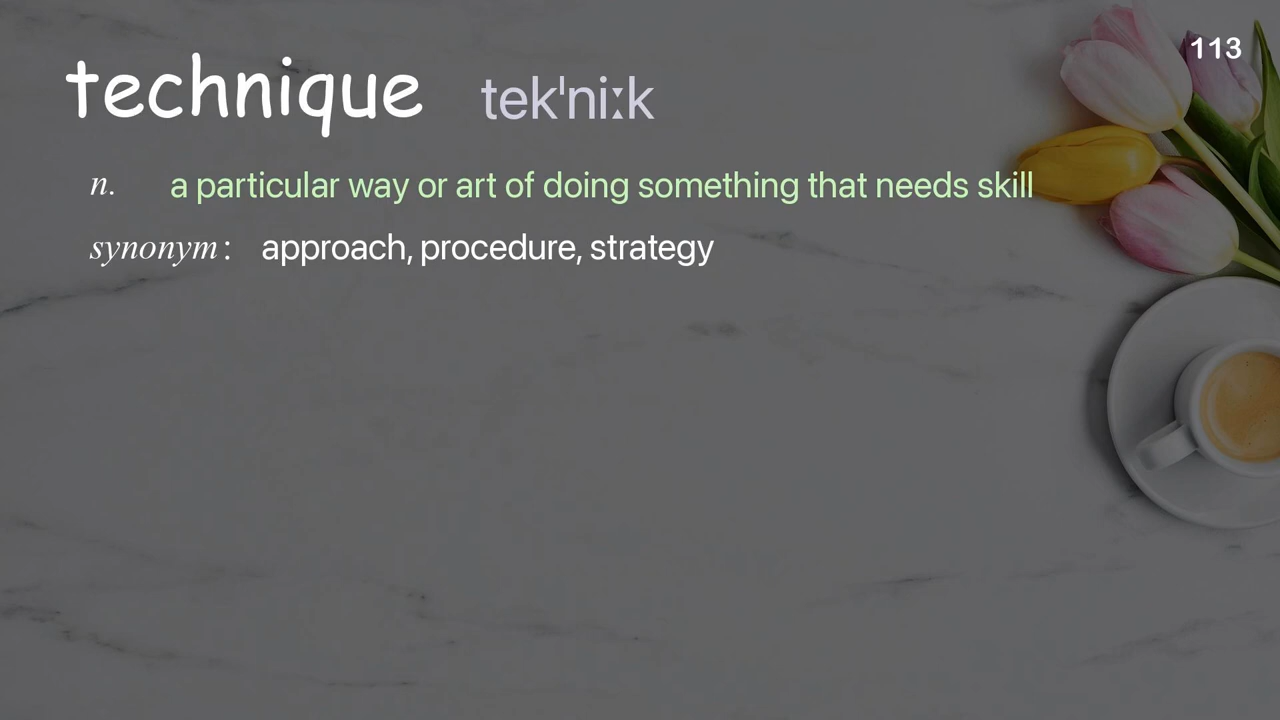 113
technique tekˈniːk
n. a particular way or art of doing something that needs skill
synonym: approach, procedure, strategy